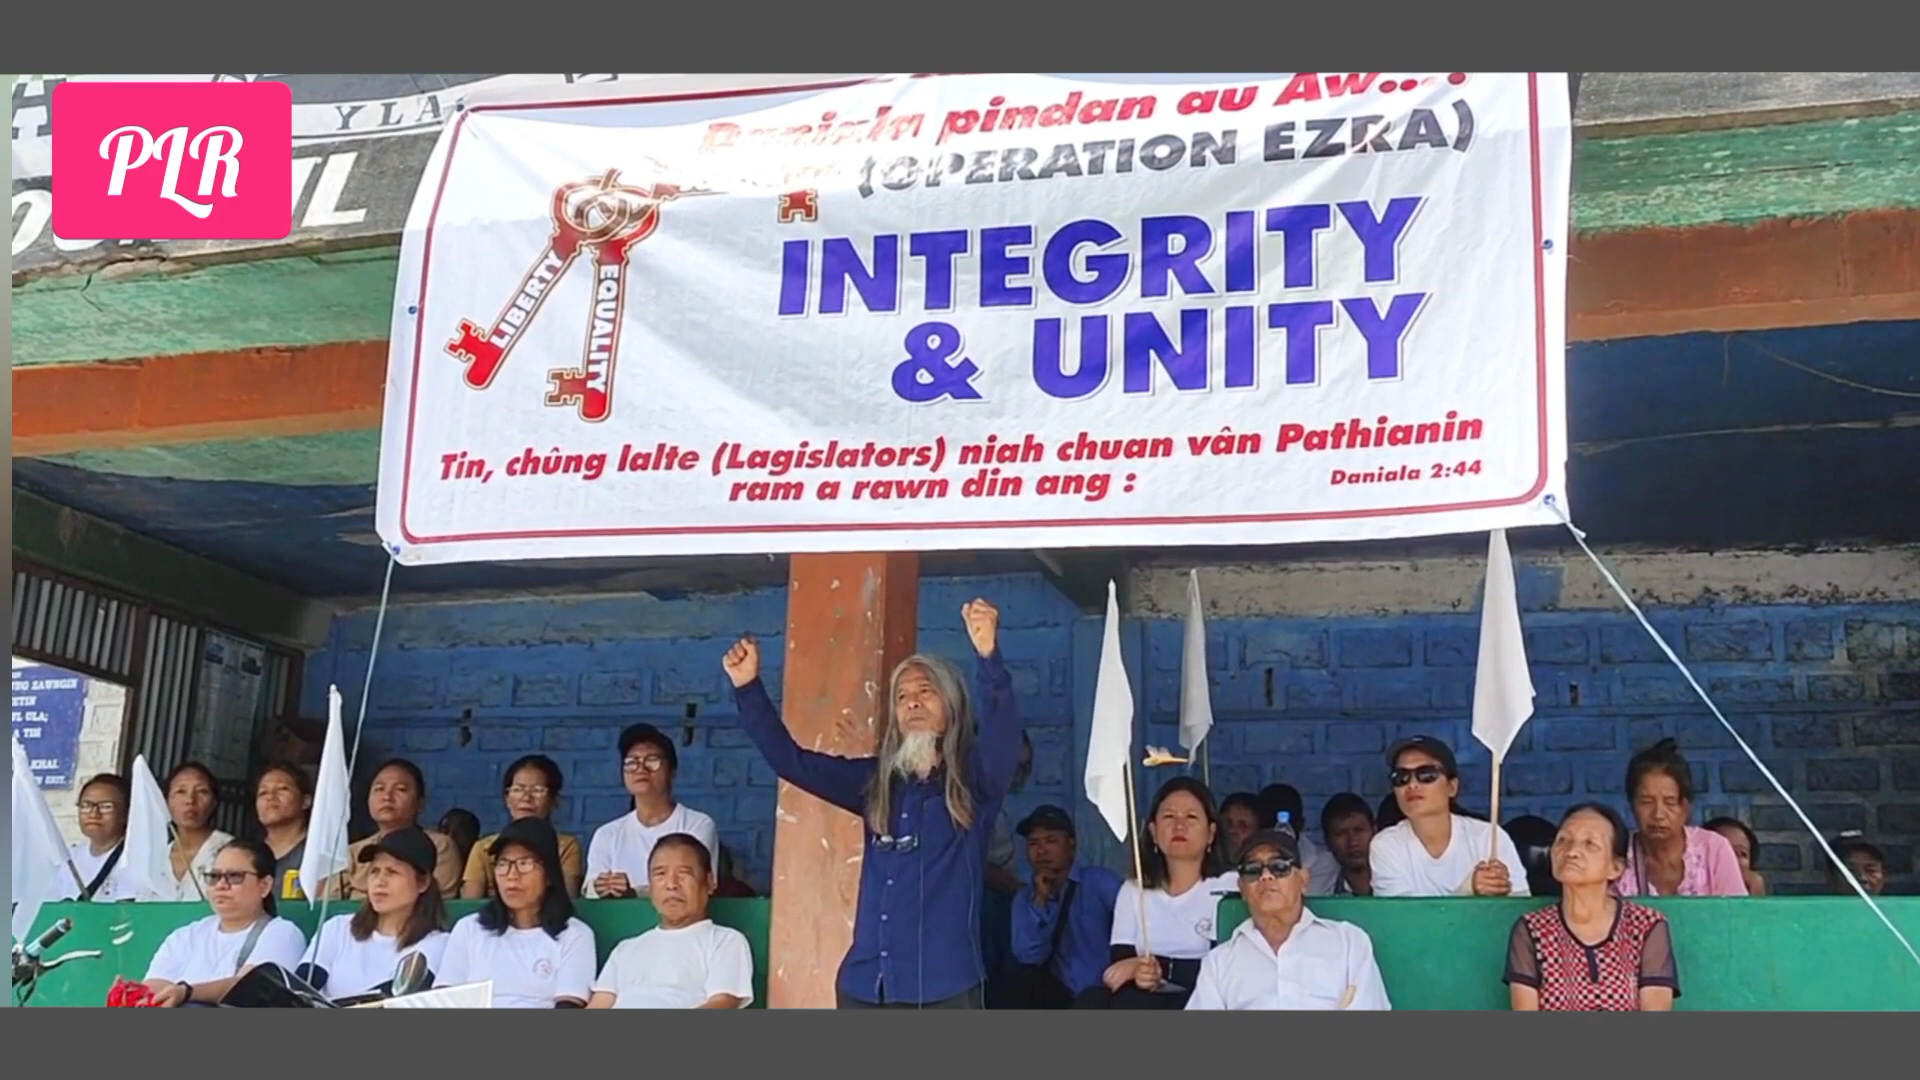 PLR
YLA
pindan au Aw...!
(OPERATION EZRA)
LIBERTY
EQUALITY
INTEGRITY
& UNITY
Tin, chûng lalte (Lagislators) niah chuan vân Pathianin
ram a rawn din ang :
Daniala 2:44